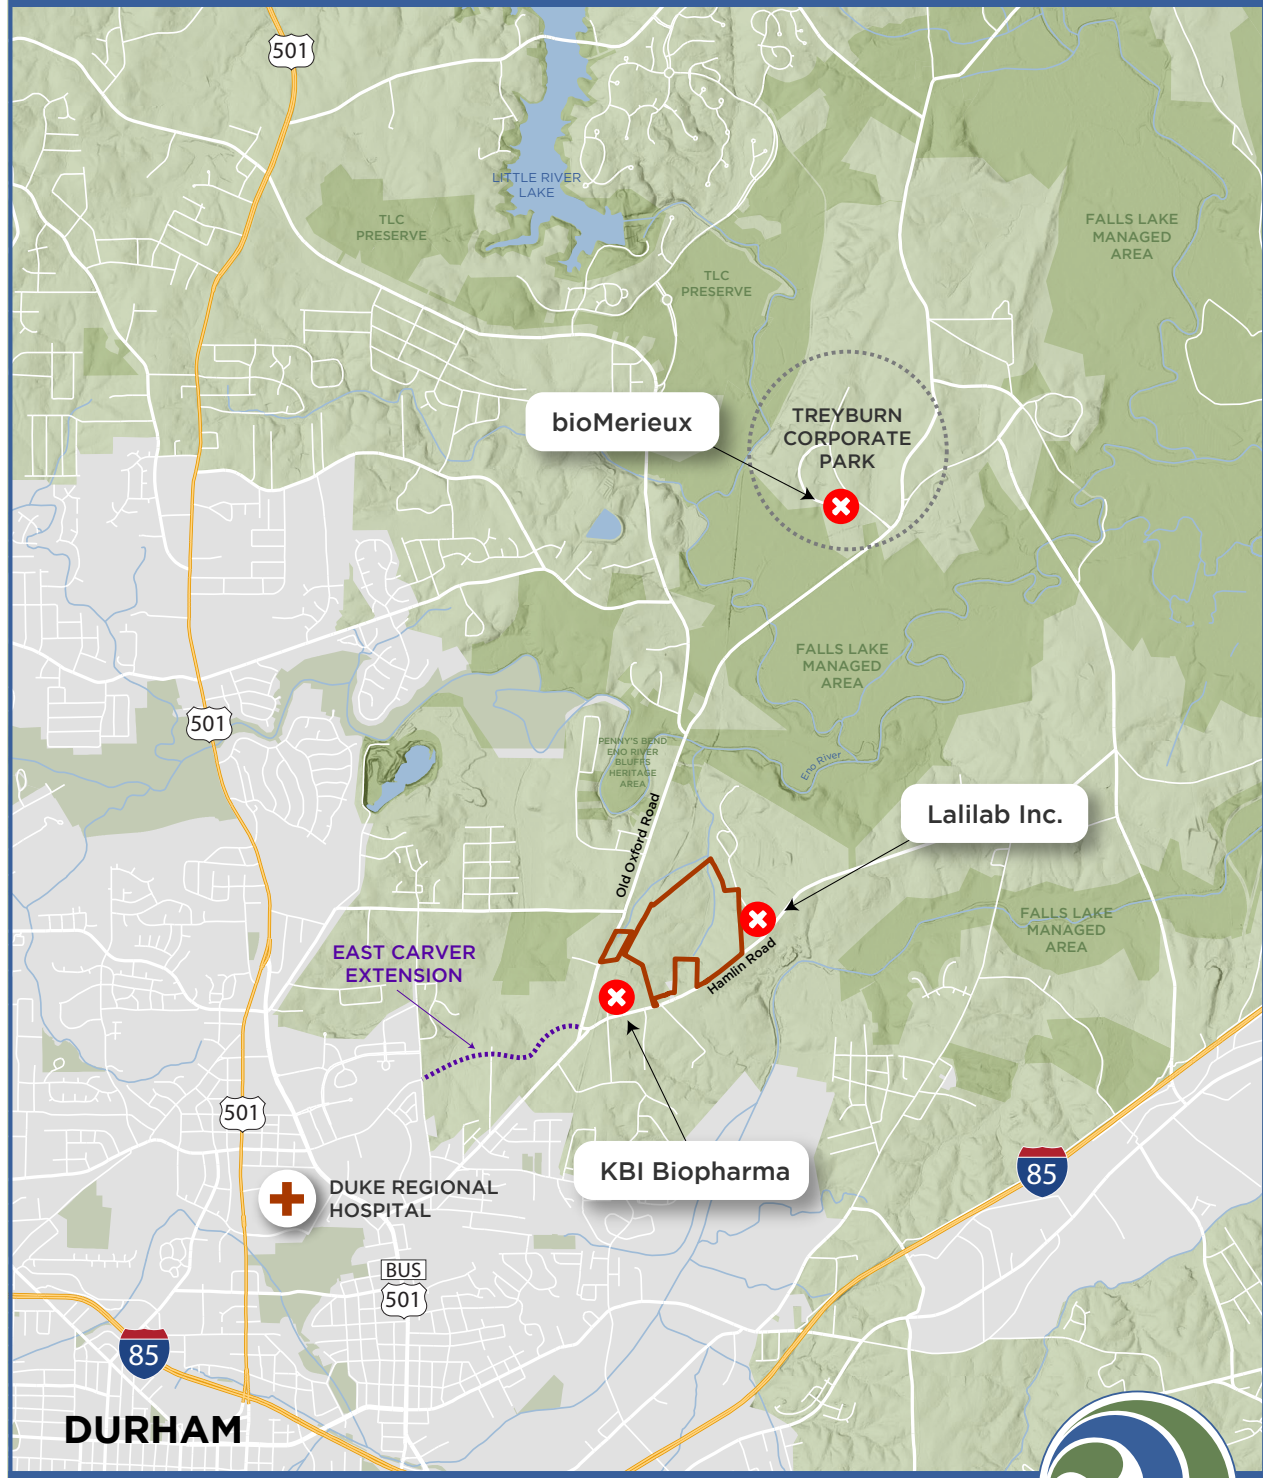 501
LITTLE RIVER
LAKE
TLC
PRESERVE
FALLS LAKE
MANAGED
AREA
TLC
PRESERVE
bioMerieux
TREYBURN
CORPORATE
PARK
FALLS LAKE
MANAGED
AREA
501
PENNY'S BEND
ENO RIVER
BLUFFS
HERITAGE
AREA
Eno River
Old Oxford Road
Lalilab Inc.
FALLS LAKE
MANAGED
AREA
EAST CARVER
EXTENSION
Hamlin Road
501
KBI Biopharma
85
DUKE REGIONAL
HOSPITAL
BUS
501
85
DURHAM